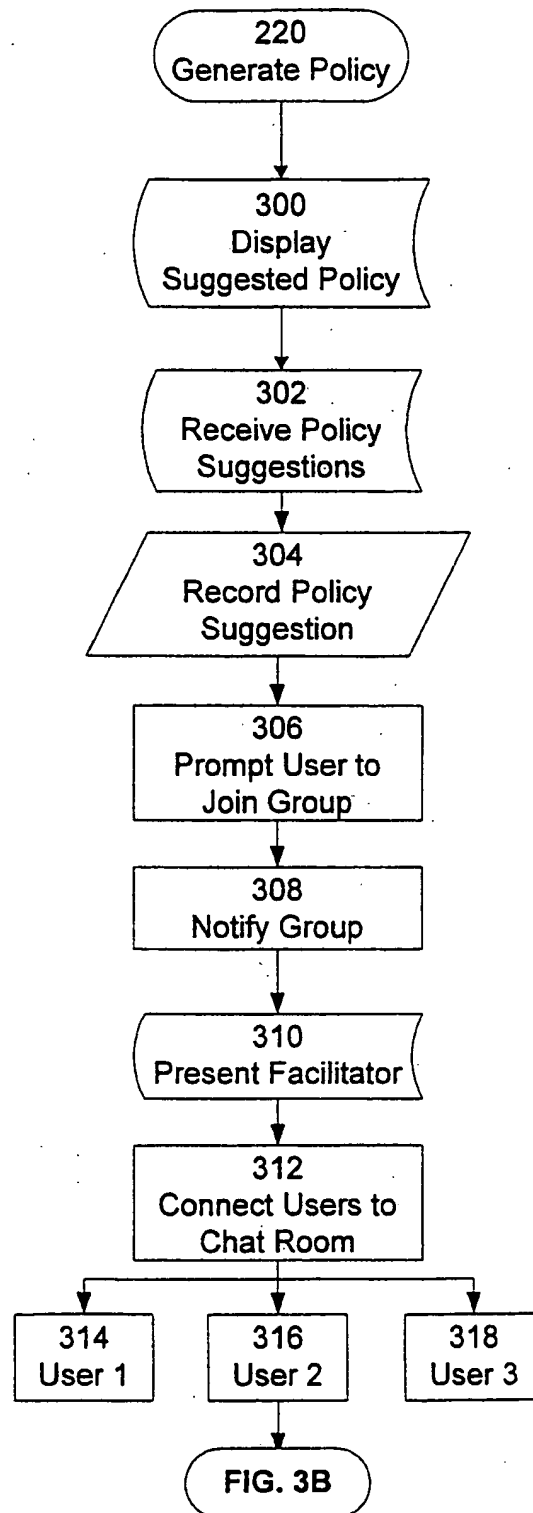 220
Generate Policy
300
Display
Suggested Policy
302
Receive Policy
Suggestions
304
Record Policy
Suggestion
306
Prompt User to
Join Group
308
Notify Group
310
Present Facilitator
312
Connect Users to
Chat Room
314
User 1
316
User 2
318
User 3
FIG. 3B